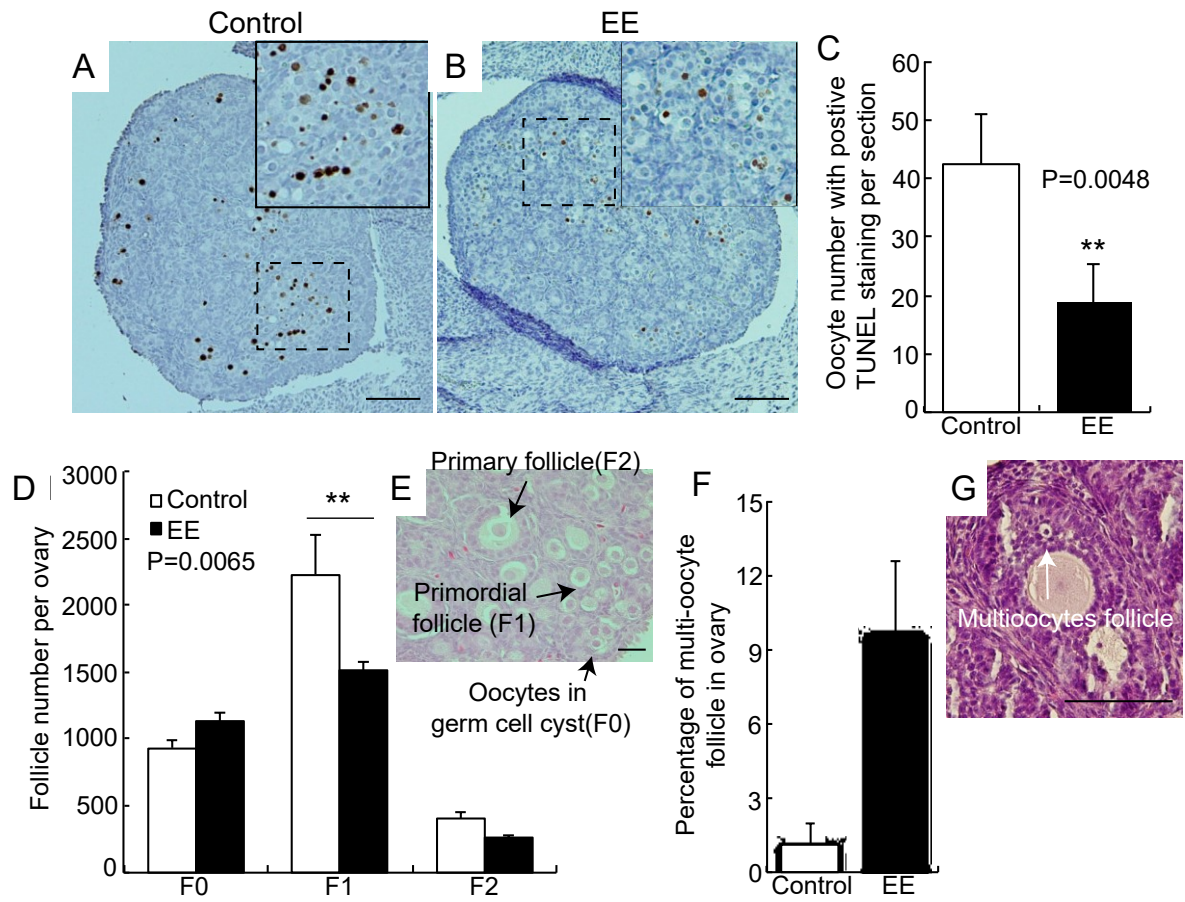 Control
EE
A
B
C
Oocyte number with postive
TUNEL staining per section
60
50
40
30
20
10
0
P=0.0048
**
Control
EE
D
Follicle number per ovary
3000
2500
2000
1500
1000
500
0
Control
EE
P=0.0065
**
F0
F1
F2
E
Primary follicle(F2)
Primordial
follicle (F1)
Oocytes in
germ cell cyst(F0)
F
Percentage of multi-oocyte
follicle in ovary
15
12
9
6
3
0
Control
EE
G
Multioocytes follicle